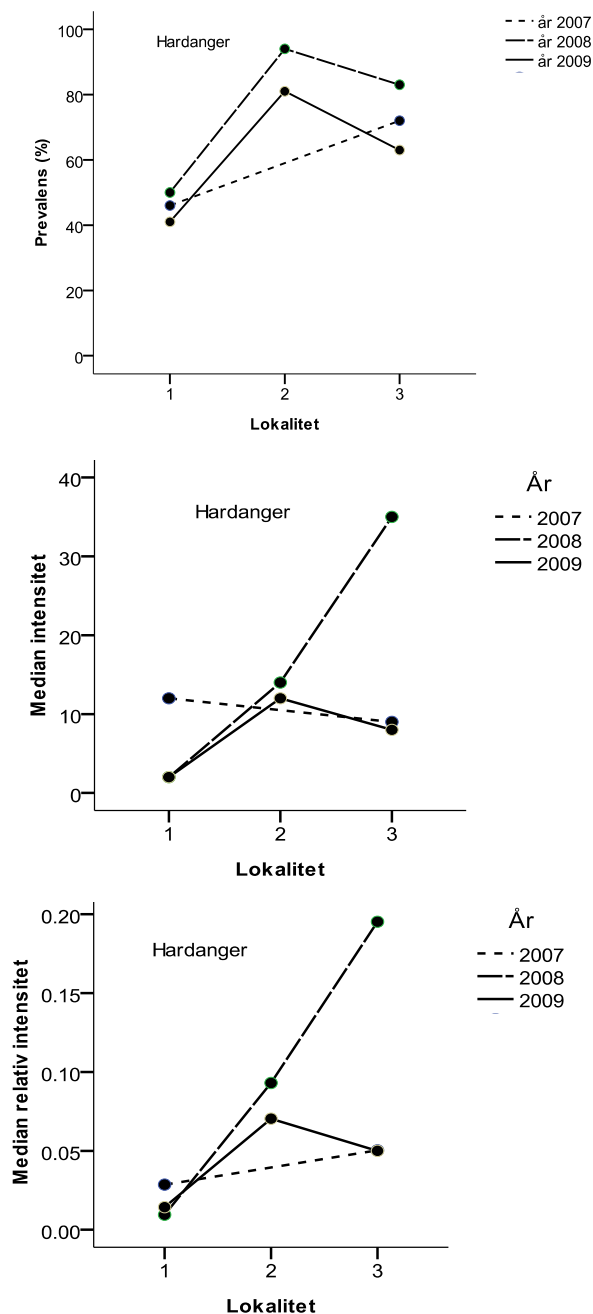 Hardanger
år 2007
år 2008
år 2009
Prevalens (%)
100
80
60
40
20
0
1 2 3
Lokalitet
Hardanger
År
2007
2008
2009
Median intensitet
40
30
20
10
0
1 2 3
Lokalitet
Hardanger
År
2007
2008
2009
Median relativ intensitet
0.20
0.15
0.10
0.05
0.00
1 2 3
Lokalitet